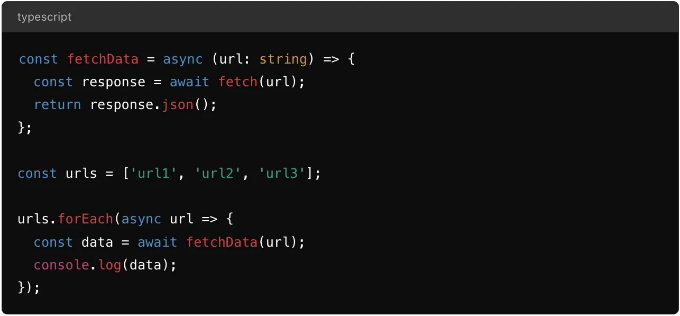 typescript
const fetchData = async (url: string) => {
  const response = await fetch(url);
  return response.json();
};

const urls = ['url1', 'url2', 'url3'];

urls.forEach(async url => {
  const data = await fetchData(url);
  console.log(data);
});